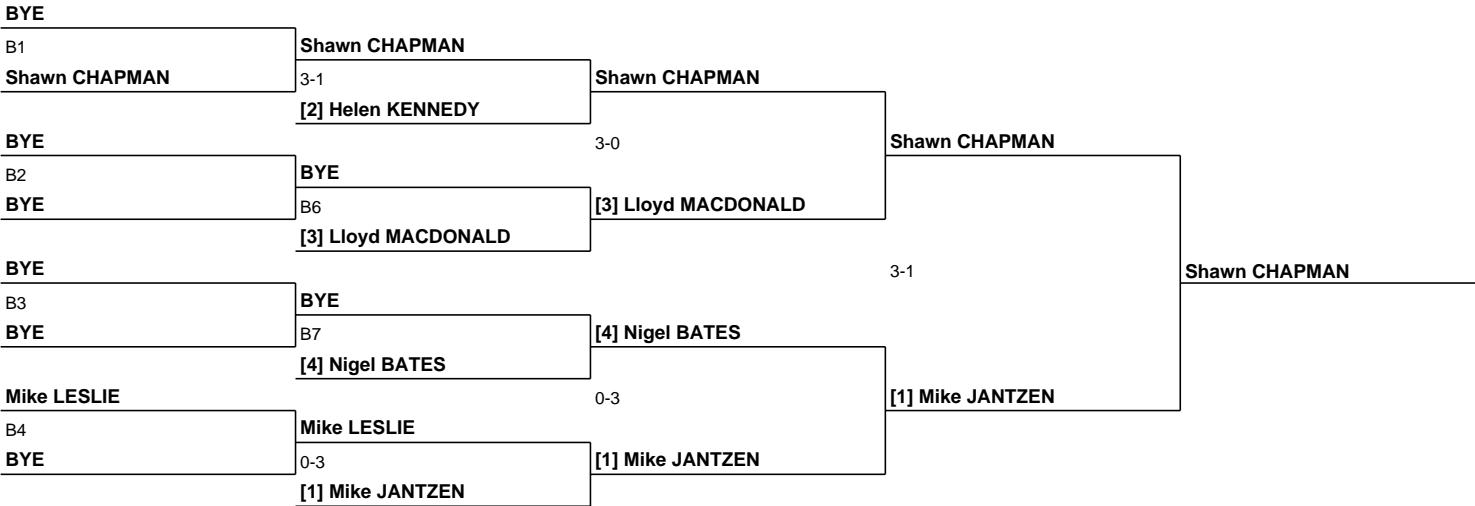 BYE
B1
Shawn CHAPMAN
Shawn CHAPMAN
3-1
Shawn CHAPMAN
[2] Helen KENNEDY
BYE
3-0
Shawn CHAPMAN
B2
BYE
BYE
B6
[3] Lloyd MACDONALD
[3] Lloyd MACDONALD
BYE
3-1
Shawn CHAPMAN
B3
BYE
BYE
B7
[4] Nigel BATES
[4] Nigel BATES
Mike LESLIE
0-3
[1] Mike JANTZEN
B4
Mike LESLIE
BYE
0-3
[1] Mike JANTZEN
[1] Mike JANTZEN